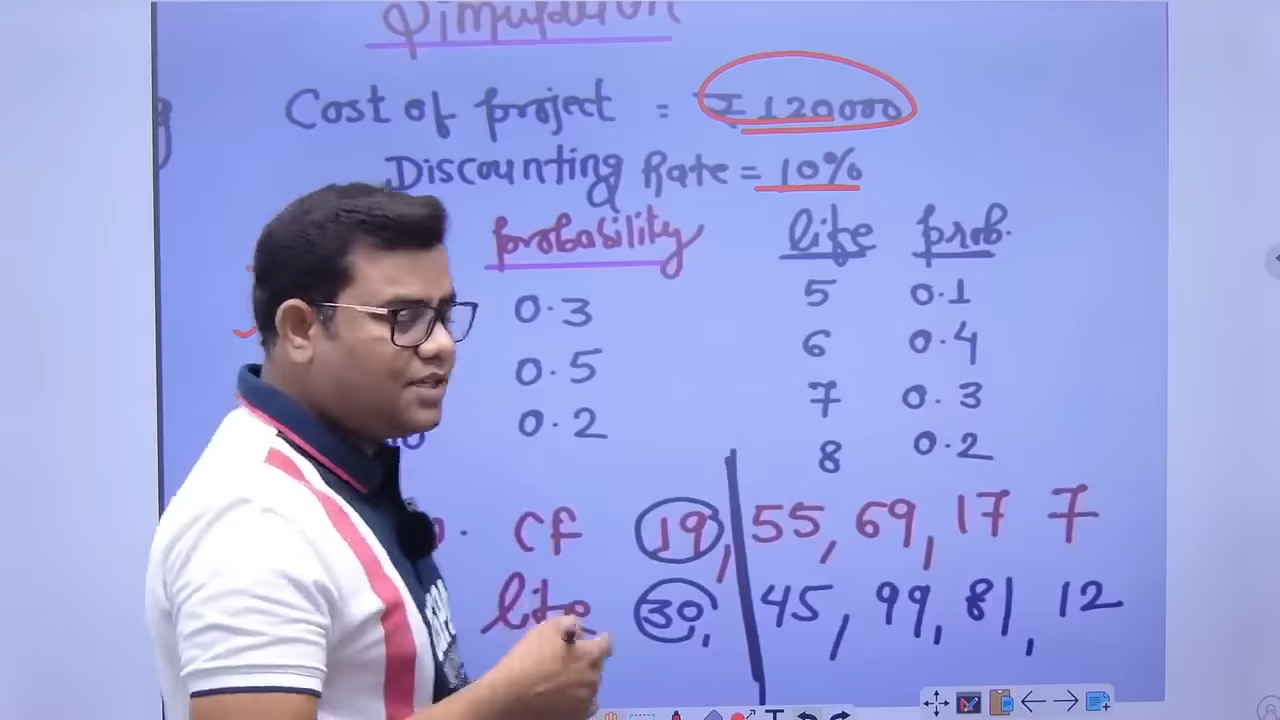 Simulation
Cost of project = ₹ 120000
Discounting Rate = 10%
probability life prob.
0.3 5 0.1
0.5 6 0.4
0.2 7 0.3
8 0.2
CF 19, 55, 69, 17 7
life 30, 45, 99, 81, 12